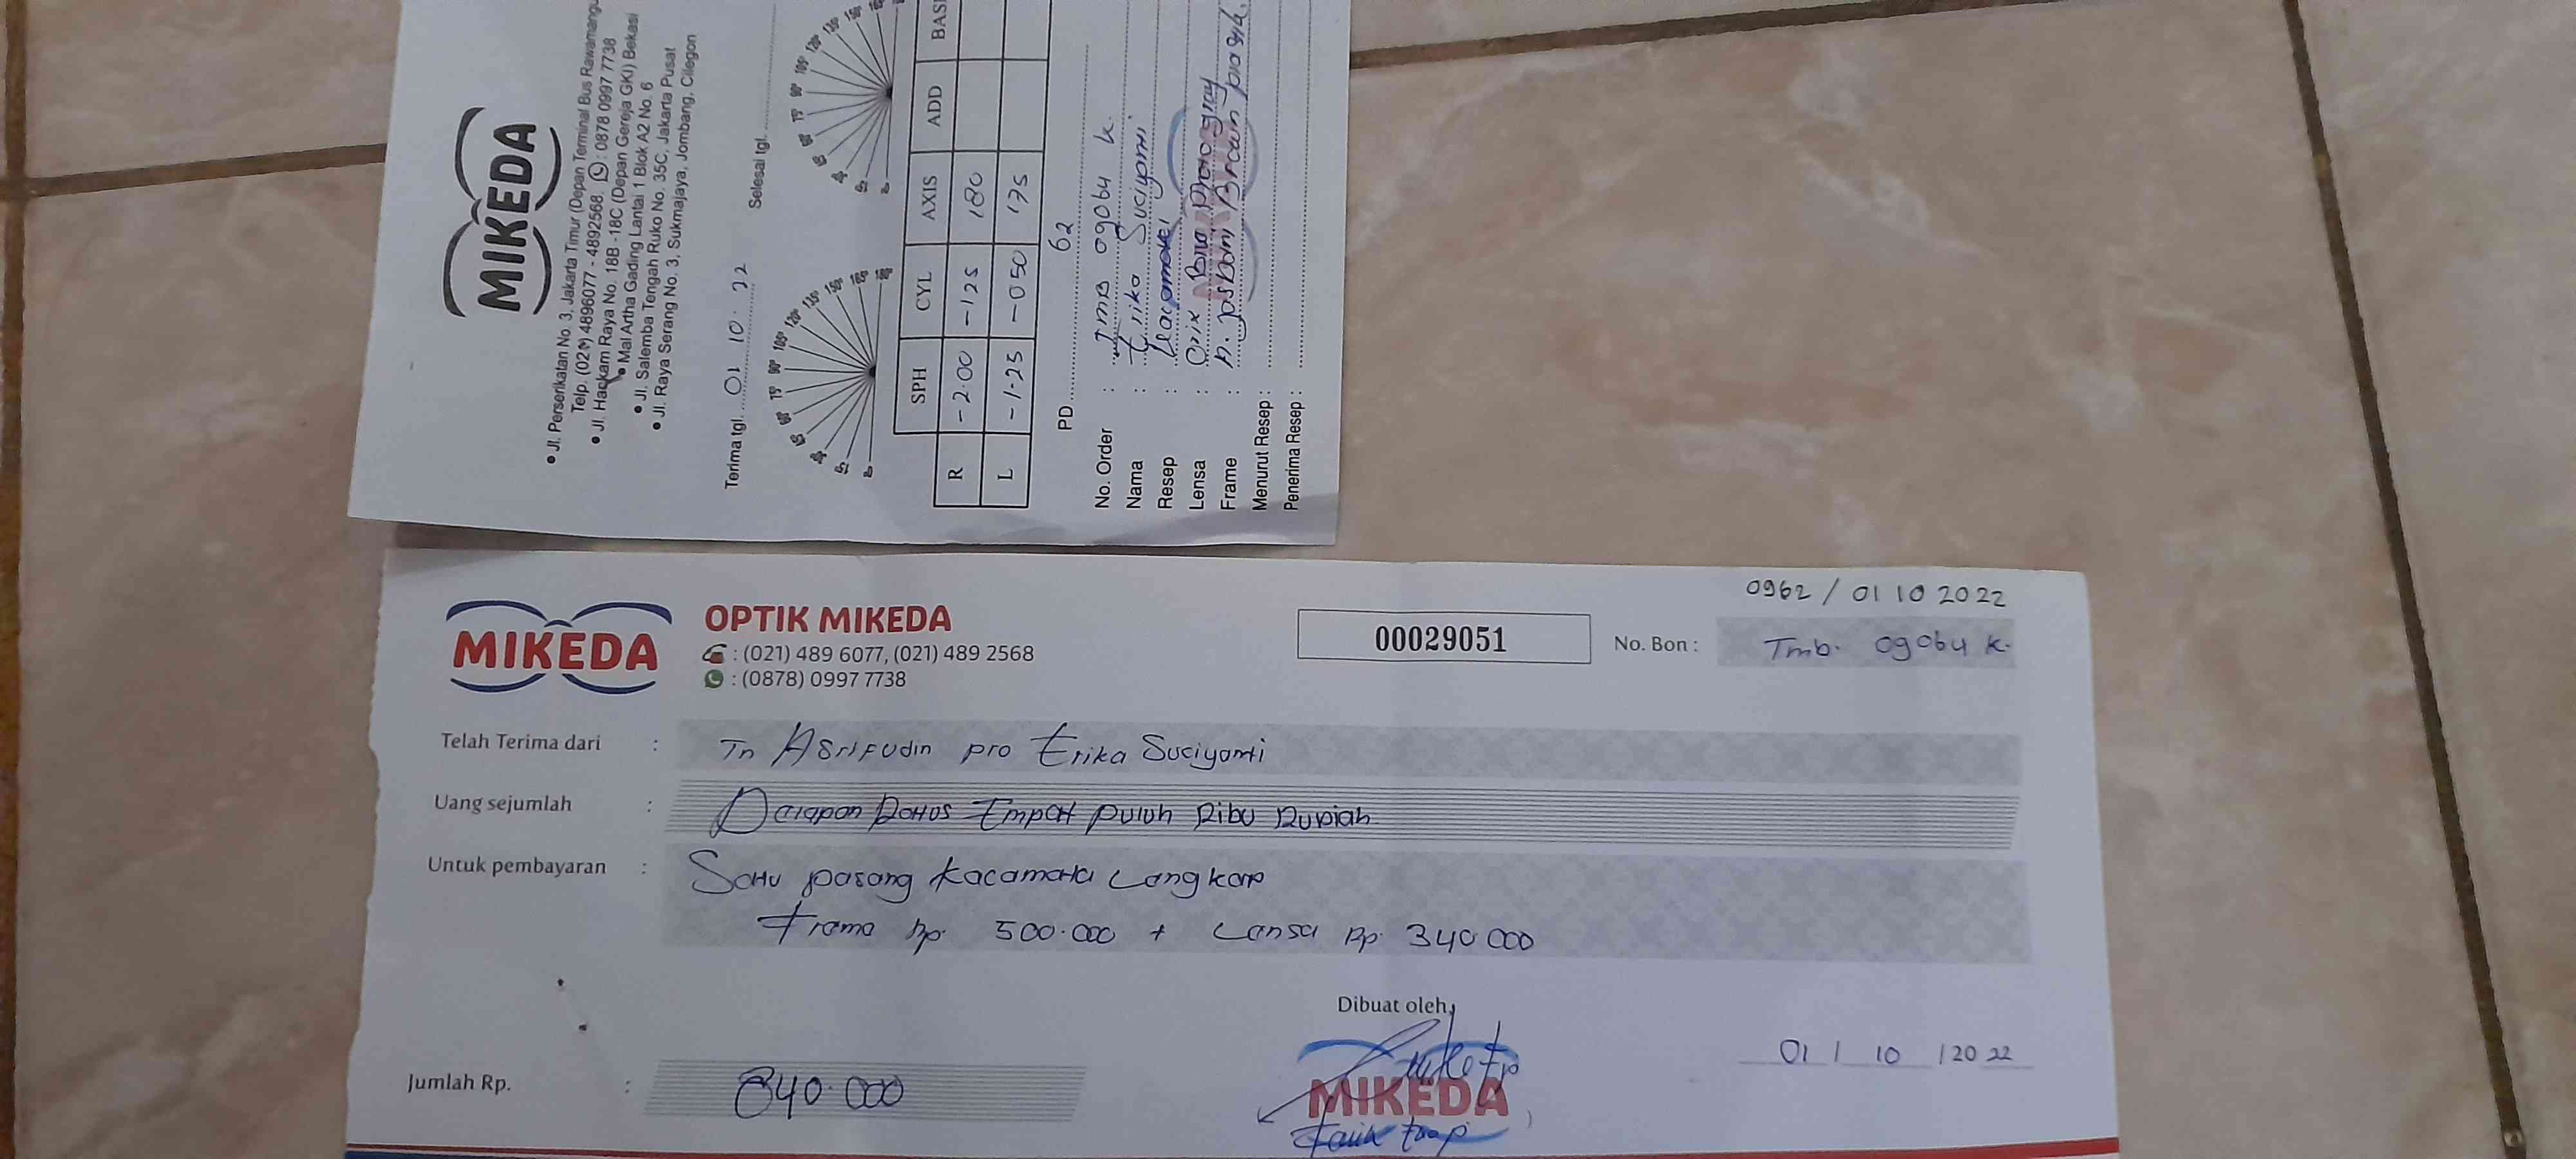 MIKEDA
• Jl. Perserikatan No. 3, Jakarta Timur (Depan Terminal Bus Rawamangu
Telp. (021) 4896077 - 4892568. : 0878 0997 7738
• Jl. Hankam Raya No. 18B -18C (Depan Gereja GKI) Bekasi
• Mal Artha Gading Lantai 1 Blok A2 No. 6
• Jl. Salemba Tengah Ruko No. 35C, Jakarta Pusat
• Jl. Raya Serang No. 3, Sukmajaya, Jombang, Cilegon
Terima tgl. 01 10 22 Selesai tgl.
SPH CYL AXIS ADD BAS
R -2.00 -125 180
L -1.25 -050 175
PD 62
No. Order : TMB 09064 K.
Nama : Erika Suciyanti
Resep :
Lensa : Gray
Frame : Brown
Menurut Resep :
Penerima Resep :
MIKEDA
OPTIK MIKEDA
: (021) 489 6077, (021) 489 2568
: (0878) 0997 7738
00029051
0962 / 01 10 2022
No. Bon : Tmb. 09064 K.
Telah Terima dari : Tn Asrifudin pro Erika Suciyanti
Uang sejumlah : Delapan Ratus Empat Puluh Ribu Rupiah
Untuk pembayaran : Satu pasang kacamata Lengkap
Frame Rp. 500.000 + Lensa Rp. 340.000
Dibuat oleh,
01 / 10 / 20 22
Jumlah Rp. : 840.000
MIKEDA